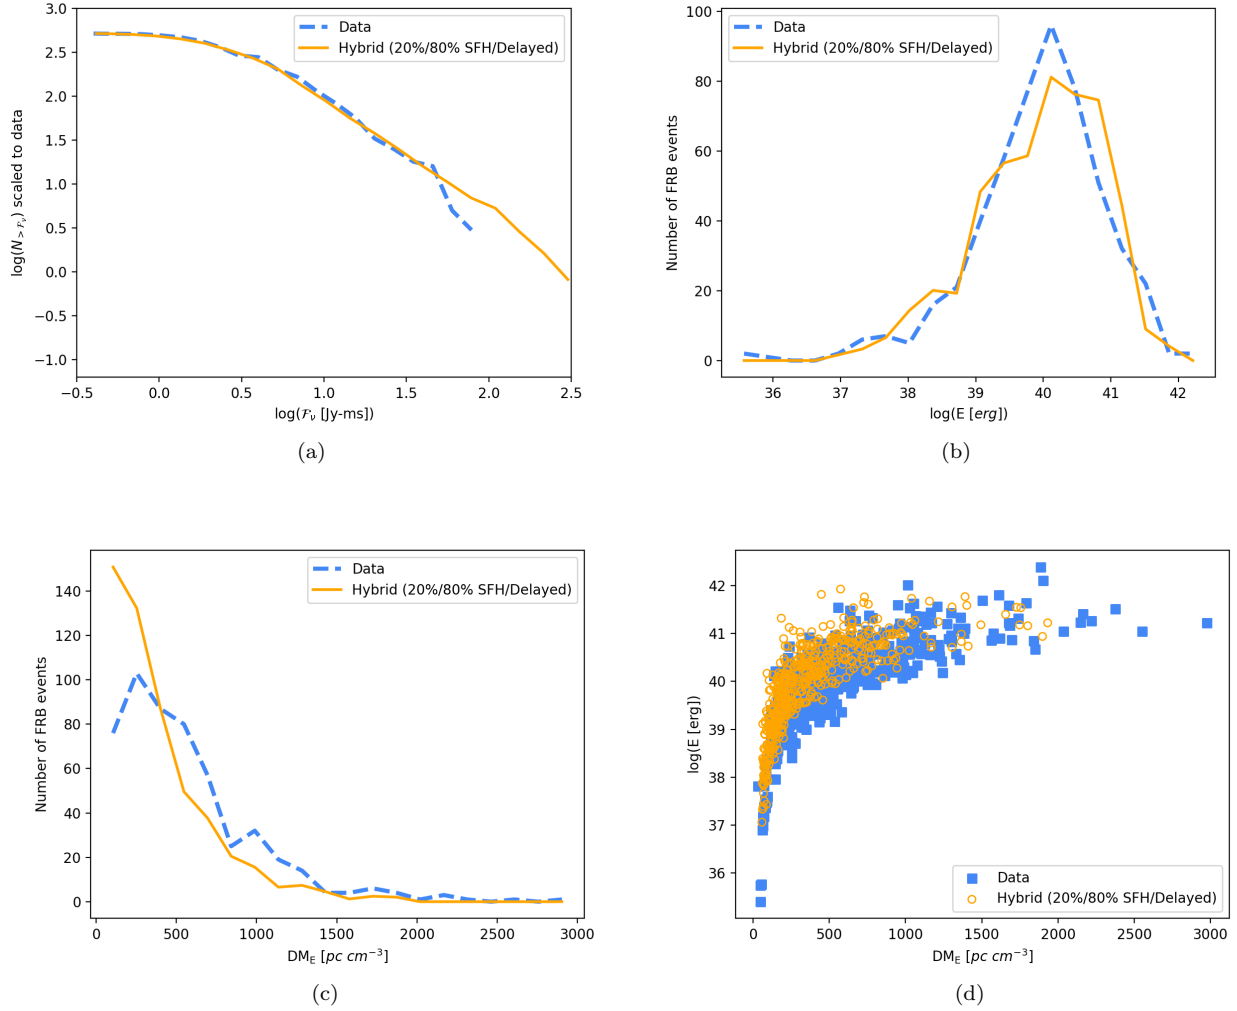 3.0
2.5
2.0
1.5
1.0
0.5
0.0
−0.5
−1.0
log(N>ℱν) scaled to data
Data
Hybrid (20%/80% SFH/Delayed)
−0.5 0.0 0.5 1.0 1.5 2.0 2.5
log(ℱν [Jy-ms])
(a)
100
80
60
40
20
0
Number of FRB events
Data
Hybrid (20%/80% SFH/Delayed)
36 37 38 39 40 41 42
log(E [erg])
(b)
140
120
100
80
60
40
20
0
Number of FRB events
Data
Hybrid (20%/80% SFH/Delayed)
0 500 1000 1500 2000 2500 3000
DME [pc cm−3]
(c)
42
41
40
39
38
37
36
log(E [erg])
Data
Hybrid (20%/80% SFH/Delayed)
0 500 1000 1500 2000 2500 3000
DME [pc cm−3]
(d)